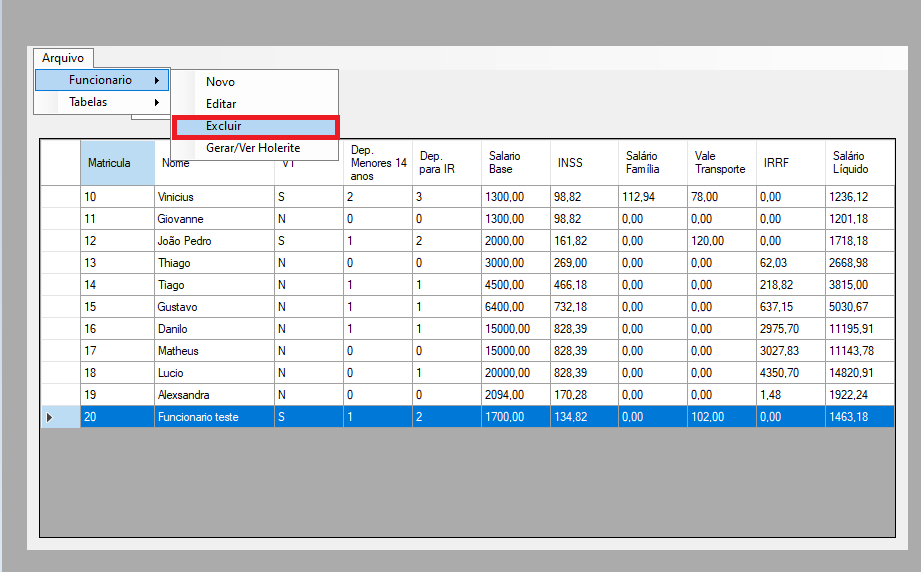 Arquivo
Funcionario
Tabelas
Novo
Editar
Excluir
Gerar/Ver Holerite
Matricula Nome VT Dep. Menores 14 anos Dep. para IR Salario Base INSS Salário Família Vale Transporte IRRF Salário Líquido
10 Vinicius S 2 3 1300,00 98,82 112,94 78,00 0,00 1236,12
11 Giovanne N 0 0 1300,00 98,82 0,00 0,00 0,00 1201,18
12 João Pedro S 1 2 2000,00 161,82 0,00 120,00 0,00 1718,18
13 Thiago N 0 0 3000,00 269,00 0,00 0,00 62,03 2668,98
14 Tiago N 1 1 4500,00 466,18 0,00 0,00 218,82 3815,00
15 Gustavo N 1 1 6400,00 732,18 0,00 0,00 637,15 5030,67
16 Danilo N 1 1 15000,00 828,39 0,00 0,00 2975,70 11195,91
17 Matheus N 0 0 15000,00 828,39 0,00 0,00 3027,83 11143,78
18 Lucio N 0 1 20000,00 828,39 0,00 0,00 4350,70 14820,91
19 Alexsandra N 0 0 2094,00 170,28 0,00 0,00 1,48 1922,24
20 Funcionario teste S 1 2 1700,00 134,82 0,00 102,00 0,00 1463,18